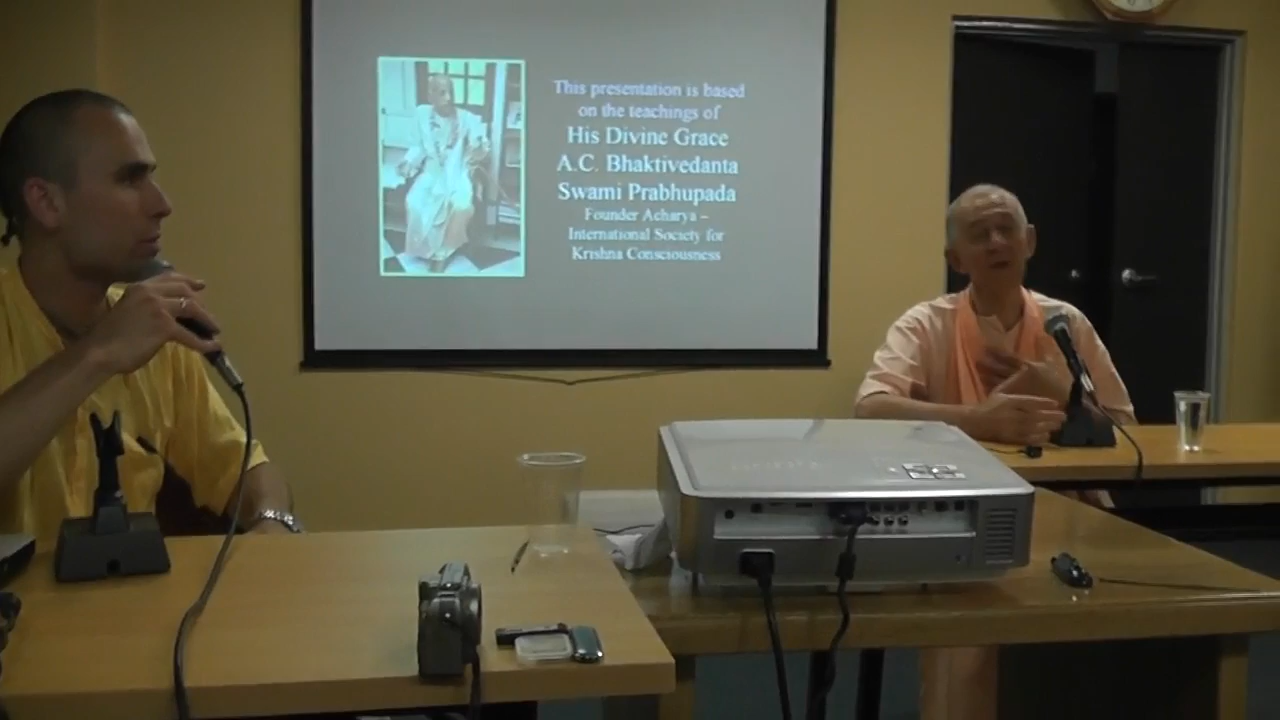 This presentation is based
on the teachings of
His Divine Grace
A.C. Bhaktivedanta
Swami Prabhupada
Founder Acharya –
International Society for
Krishna Consciousness